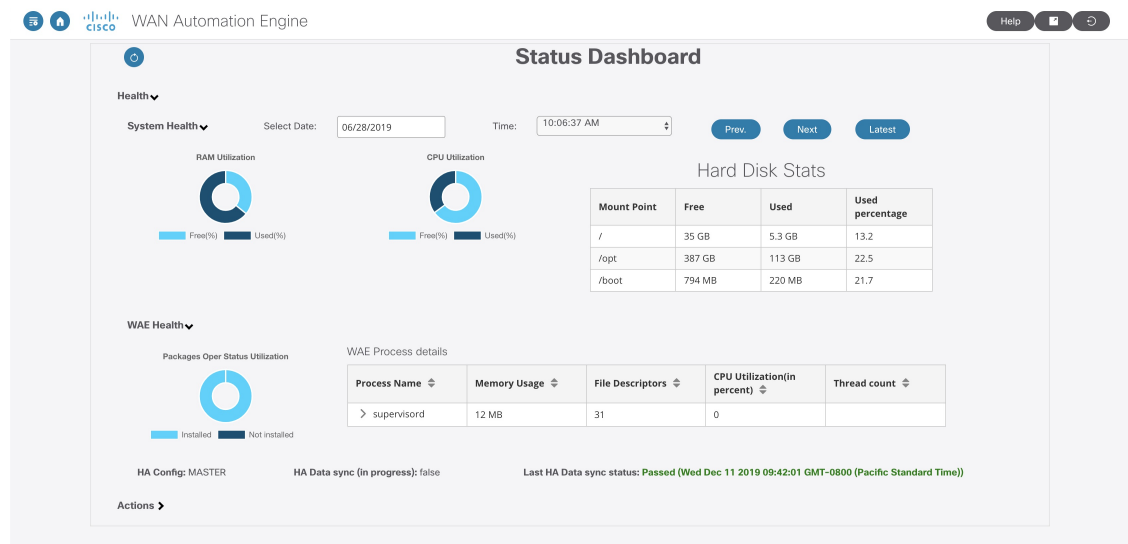 CISCO WAN Automation Engine
Help
Status Dashboard
Health
System Health
Select Date:
06/28/2019
Time:
10:06:37 AM
Prev.
Next
Latest
RAM Utilization
Free(%)
Used(%)
CPU Utilization
Free(%)
Used(%)
Hard Disk Stats
Mount Point Free Used Used percentage
/ 35 GB 5.3 GB 13.2
/opt 387 GB 113 GB 22.5
/boot 794 MB 220 MB 21.7
WAE Health
Packages Oper Status Utilization
Installed
Not installed
WAE Process details
Process Name Memory Usage File Descriptors CPU Utilization(in percent) Thread count
supervisord 12 MB 31 0
HA Config: MASTER
HA Data sync (in progress): false
Last HA Data sync status: Passed (Wed Dec 11 2019 09:42:01 GMT-0800 (Pacific Standard Time))
Actions